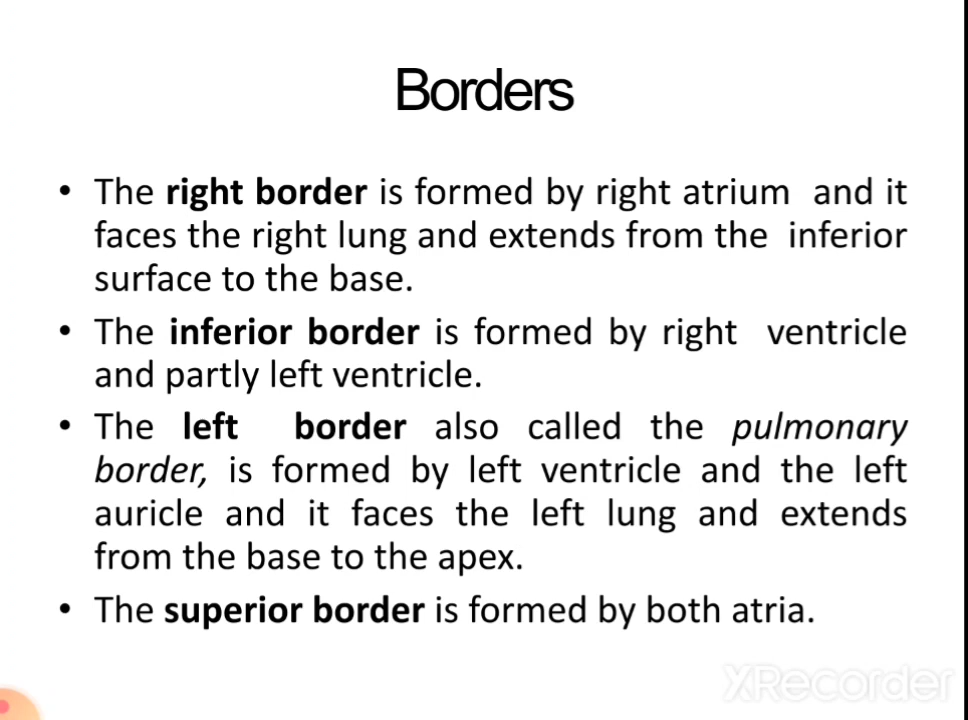 Borders
• The right border is formed by right atrium and it
faces the right lung and extends from the inferior
surface to the base.
• The inferior border is formed by right ventricle
and partly left ventricle.
• The left border also called the pulmonary
border, is formed by left ventricle and the left
auricle and it faces the left lung and extends
from the base to the apex.
• The superior border is formed by both atria.
XRecorder